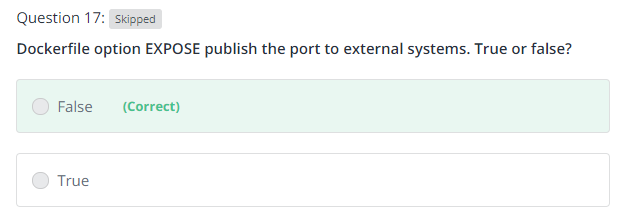 Question 17: Skipped
Dockerfile option EXPOSE publish the port to external systems. True or false?
False (Correct)
True